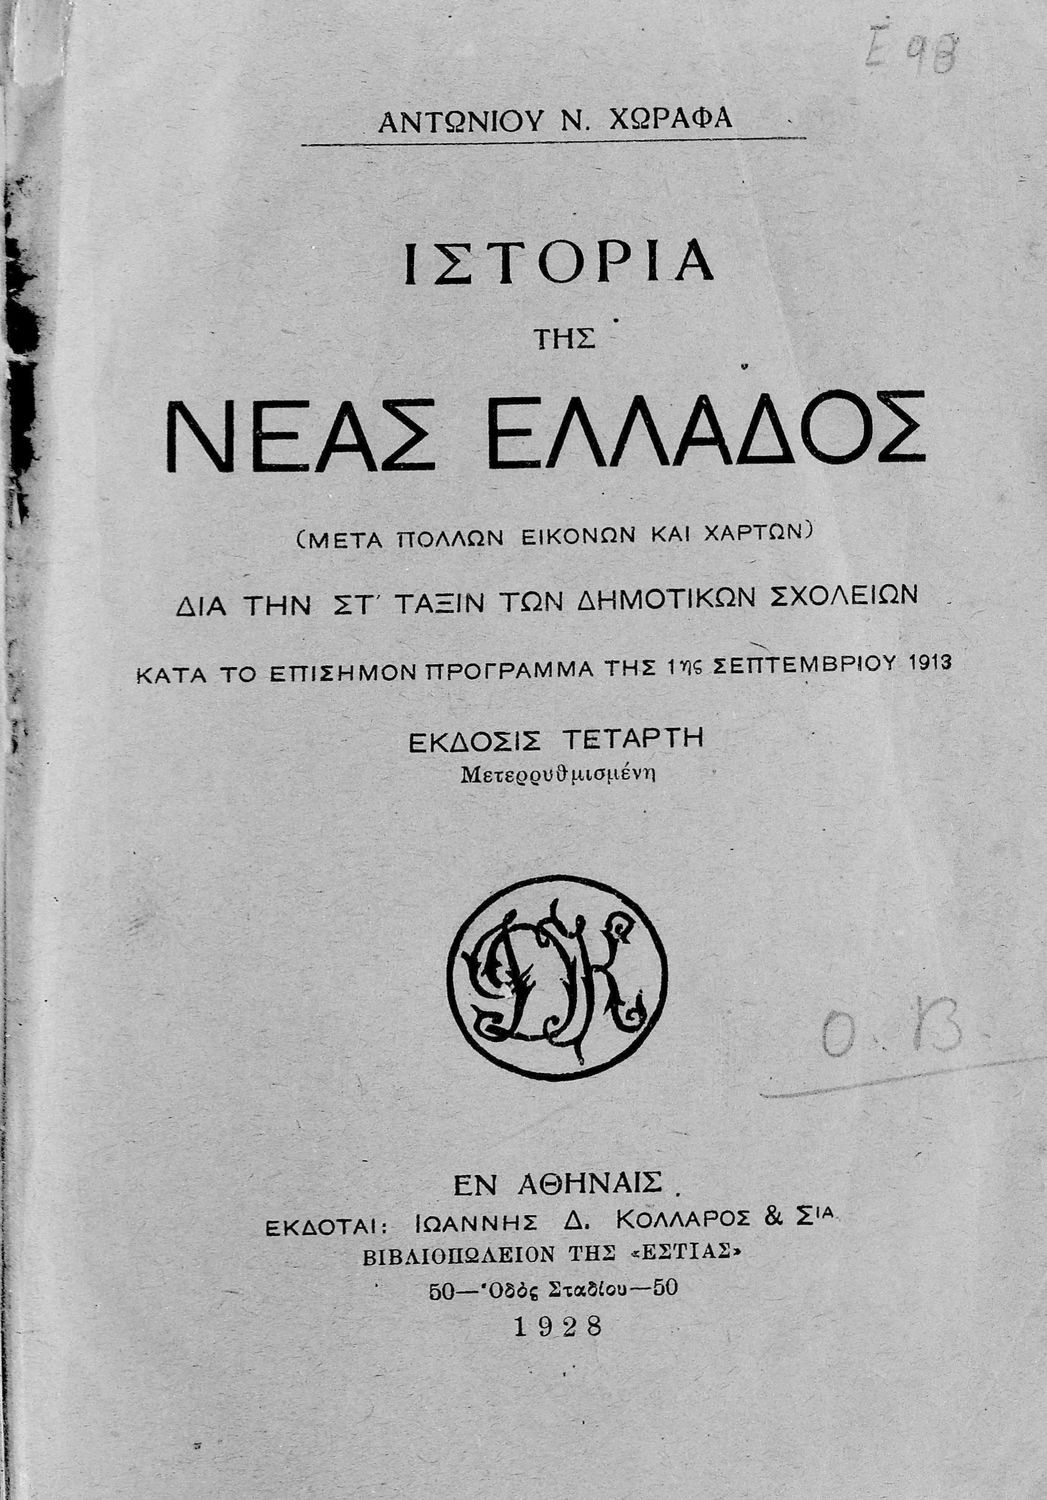 E 98
ΑΝΤΩΝΙΟΥ Ν. ΧΩΡΑΦΑ
ΙΣΤΟΡΙΑ
ΤΗΣ
ΝΕΑΣ ΕΛΛΑΔΟΣ
(ΜΕΤΑ ΠΟΛΛΩΝ ΕΙΚΟΝΩΝ ΚΑΙ ΧΑΡΤΩΝ)
ΔΙΑ ΤΗΝ ΣΤ' ΤΑΞΙΝ ΤΩΝ ΔΗΜΟΤΙΚΩΝ ΣΧΟΛΕΙΩΝ
ΚΑΤΑ ΤΟ ΕΠΙΣΗΜΟΝ ΠΡΟΓΡΑΜΜΑ ΤΗΣ 1ης ΣΕΠΤΕΜΒΡΙΟΥ 1913
ΕΚΔΟΣΙΣ ΤΕΤΑΡΤΗ
Μετερρυθμισμένη
Ο. Β.
ΕΝ ΑΘΗΝΑΙΣ
ΕΚΔΟΤΑΙ: ΙΩΑΝΝΗΣ Δ. ΚΟΛΛΑΡΟΣ & ΣΙΑ
ΒΙΒΛΙΟΠΩΛΕΙΟΝ ΤΗΣ «ΕΣΤΙΑΣ»
50—Ὁδὸς Σταδίου—50
1928